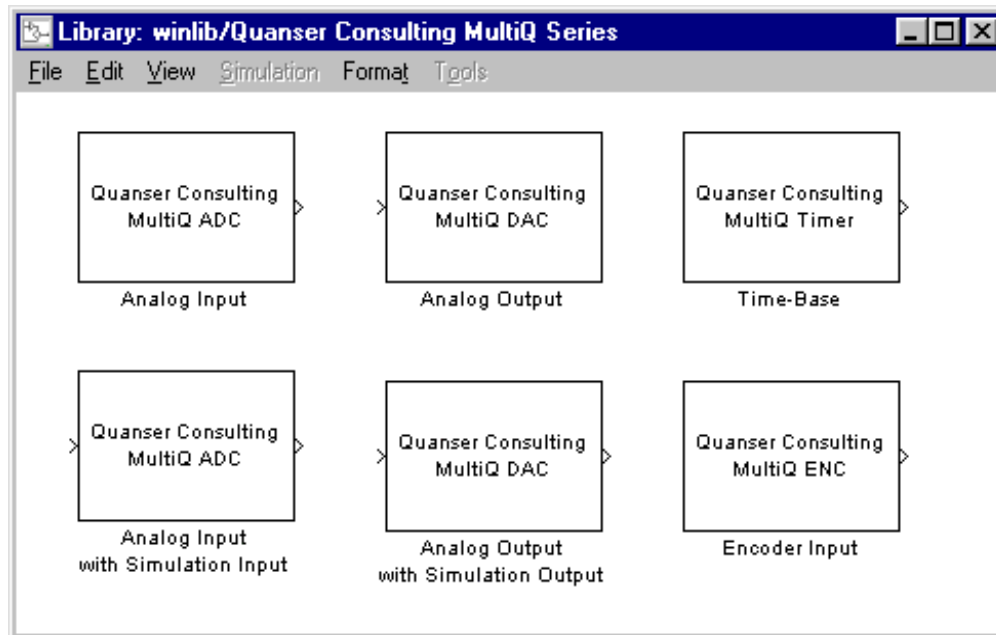 Library: winlib/Quanser Consulting MultiQ Series
File Edit View Simulation Format Tools
Quanser Consulting
MultiQ ADC
Analog Input
Quanser Consulting
MultiQ DAC
Analog Output
Quanser Consulting
MultiQ Timer
Time-Base
Quanser Consulting
MultiQ ADC
Analog Input
with Simulation Input
Quanser Consulting
MultiQ DAC
Analog Output
with Simulation Output
Quanser Consulting
MultiQ ENC
Encoder Input